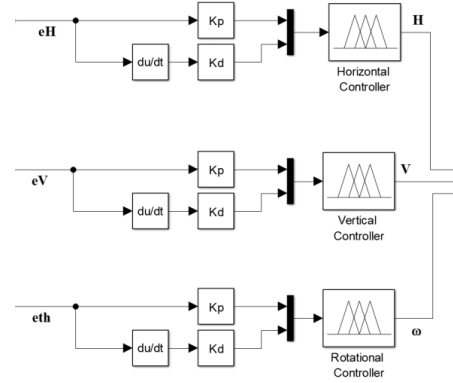 Kp
H
eH
du/dt
Kd
Horizontal
Controller
Kp
V
eV
du/dt
Kd
Vertical
Controller
Kp
eth
du/dt
Kd
ω
Rotational
Controller